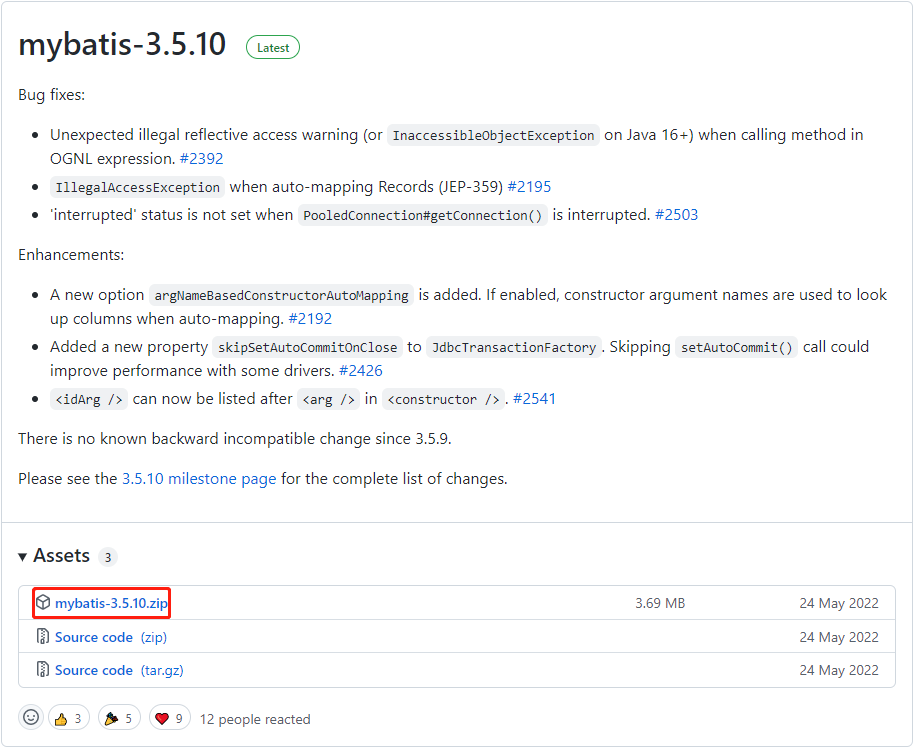 mybatis-3.5.10 Latest
Bug fixes:
Unexpected illegal reflective access warning (or InaccessibleObjectException on Java 16+) when calling method in
OGNL expression. #2392
IllegalAccessException when auto-mapping Records (JEP-359) #2195
'interrupted' status is not set when PooledConnection#getConnection() is interrupted. #2503
Enhancements:
A new option argNameBasedConstructorAutoMapping is added. If enabled, constructor argument names are used to look
up columns when auto-mapping. #2192
Added a new property skipSetAutoCommitOnClose to JdbcTransactionFactory. Skipping setAutoCommit() call could
improve performance with some drivers. #2426
<idArg /> can now be listed after <arg /> in <constructor />. #2541
There is no known backward incompatible change since 3.5.9.
Please see the 3.5.10 milestone page for the complete list of changes.
Assets 3
mybatis-3.5.10.zip 3.69 MB 24 May 2022
Source code (zip) 24 May 2022
Source code (tar.gz) 24 May 2022
3 5 9 12 people reacted